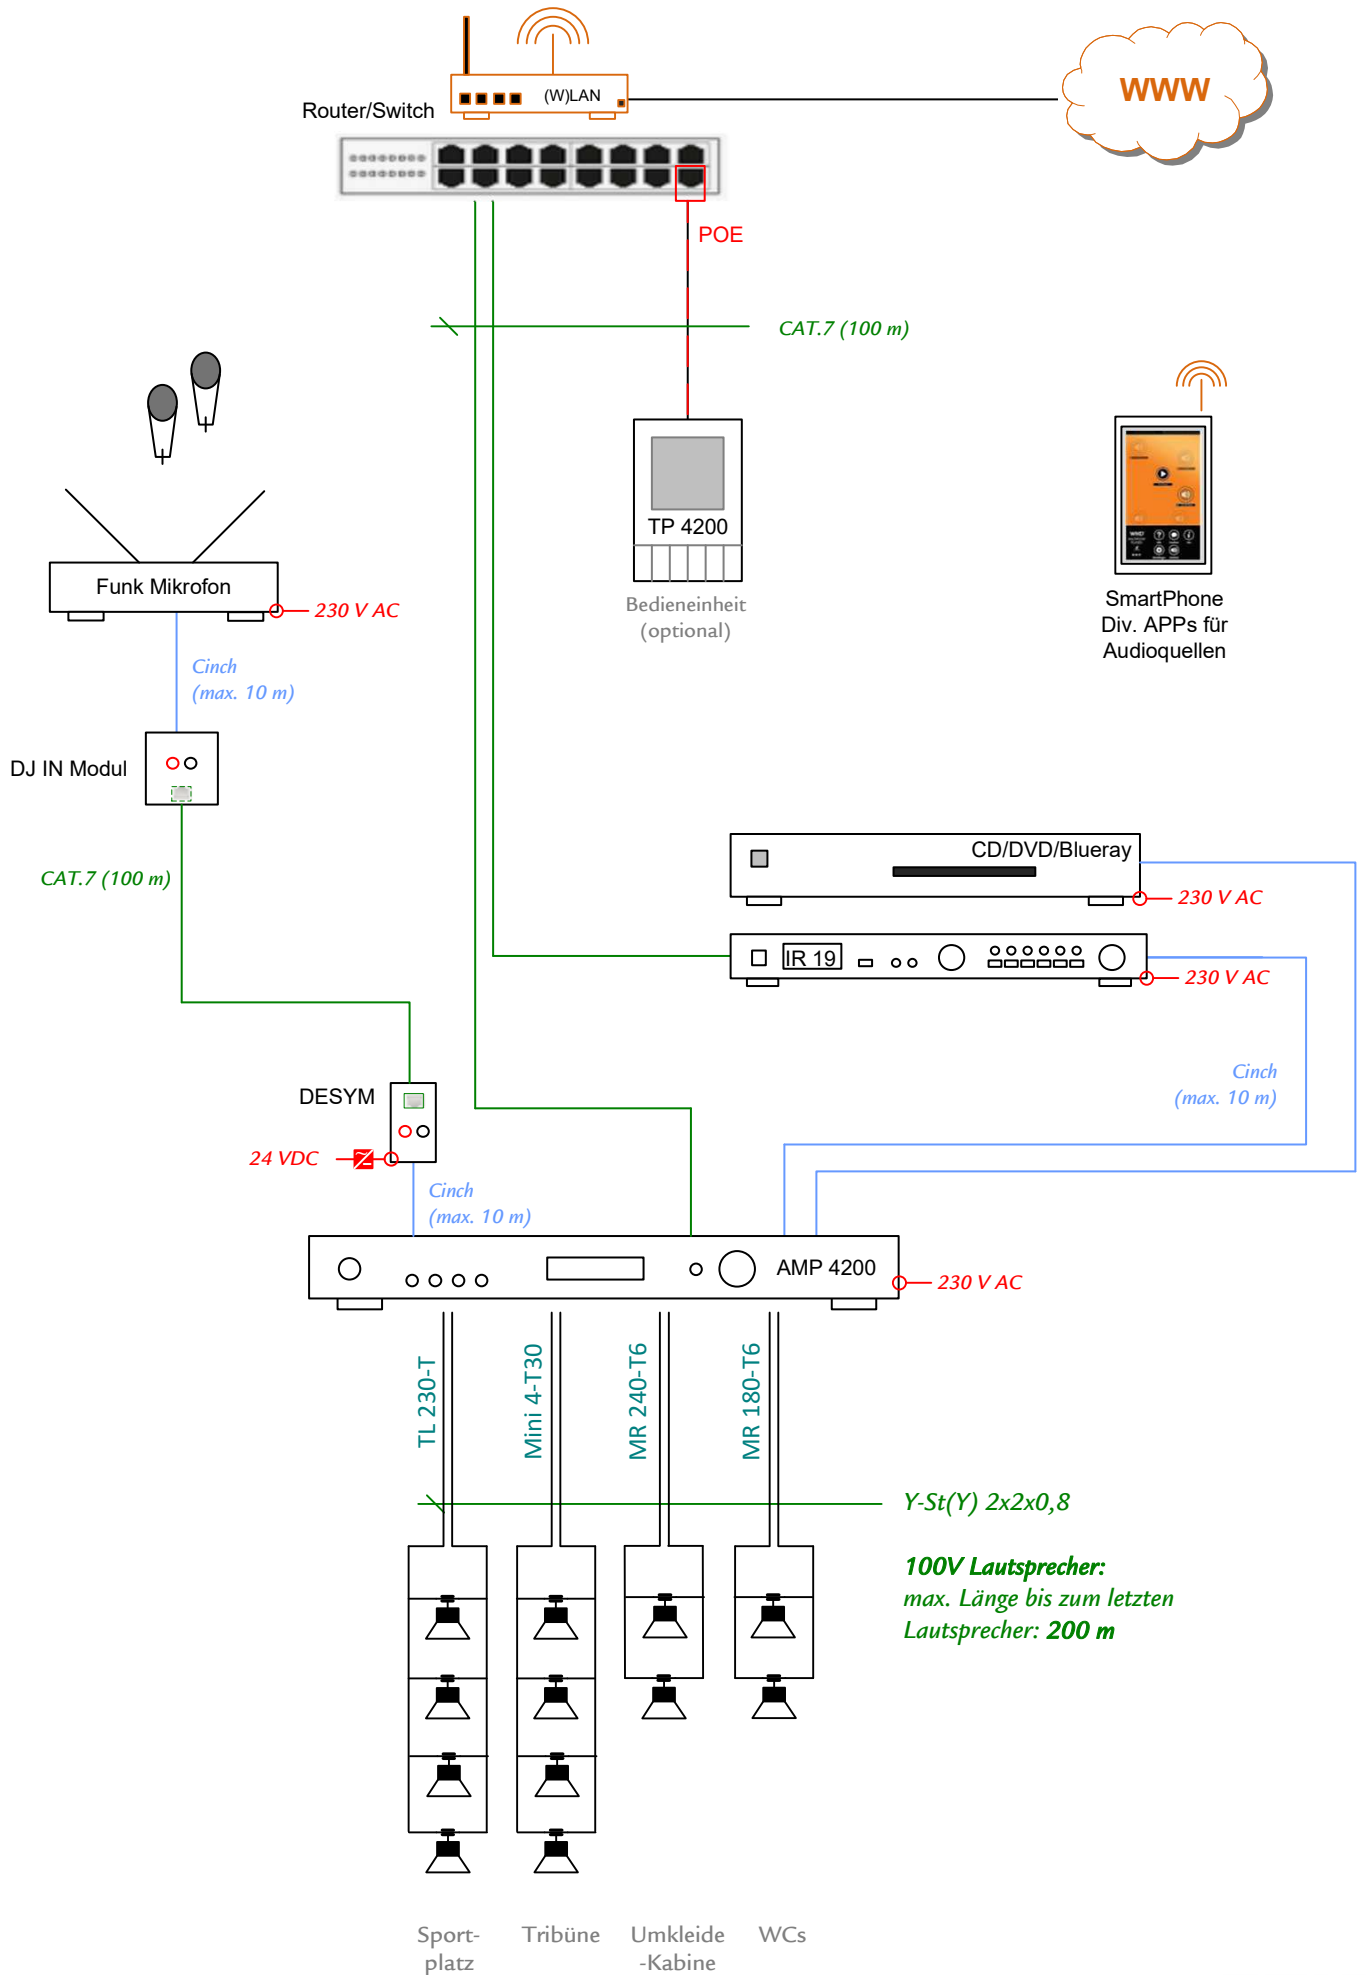 (W)LAN
WWW
Router/Switch
POE
CAT.7 (100 m)
TP 4200
Funk Mikrofon
230 V AC
Bedieneinheit
(optional)
SmartPhone
Div. APPs für
Audioquellen
Cinch
(max. 10 m)
DJ IN Modul
CAT.7 (100 m)
CD/DVD/Blueray
230 V AC
IR 19
230 V AC
Cinch
(max. 10 m)
DESYM
24 VDC
Cinch
(max. 10 m)
AMP 4200
230 V AC
TL 230-T
Mini 4-T30
MR 240-T6
MR 180-T6
Y-St(Y) 2x2x0,8
100V Lautsprecher:
max. Länge bis zum letzten
Lautsprecher: 200 m
Sport-
platz
Tribüne
Umkleide
-Kabine
WCs